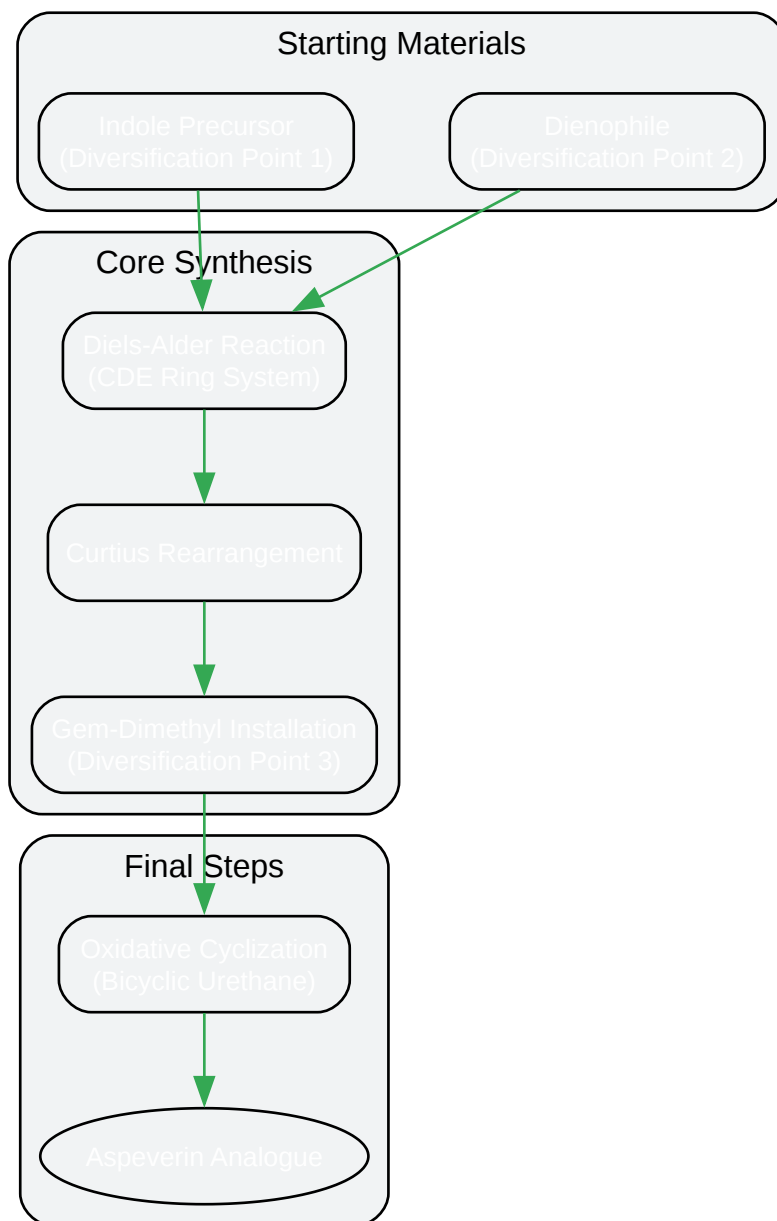 Starting Materials
Indole Precursor
(Diversification Point 1)
Dienophile
(Diversification Point 2)
Core Synthesis
Diels-Alder Reaction
(CDE Ring System)
Curtius Rearrangement
Gem-Dimethyl Installation
(Diversification Point 3)
Final Steps
Oxidative Cyclization
(Bicyclic Urethane)
Aspeverin Analogue